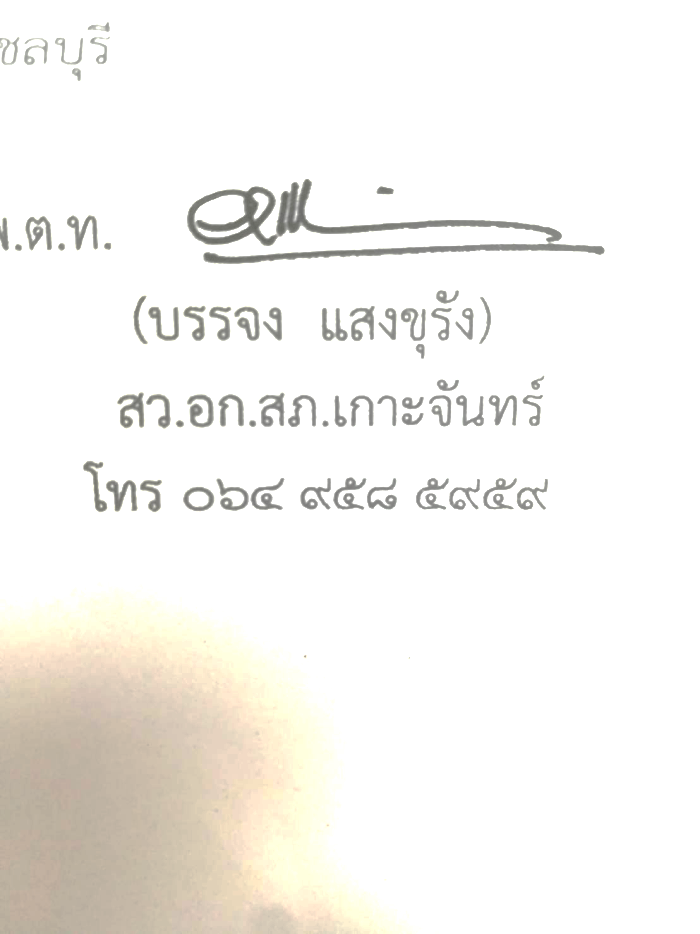 ชลบุรี
พ.ต.ท.
(บรรจง แสงขุรัง)
สว.อก.สภ.เกาะจันทร์
โทร ๐๖๔ ๙๕๘ ๕๙๕๙